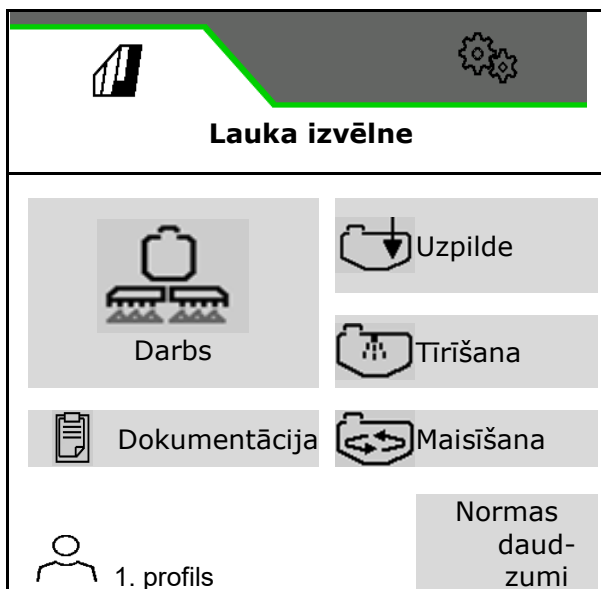 Lauka izvēlne
Uzpilde
Darbs
Tīrīšana
Dokumentācija
Maisīšana
Normas
daud-
zumi
1. profils